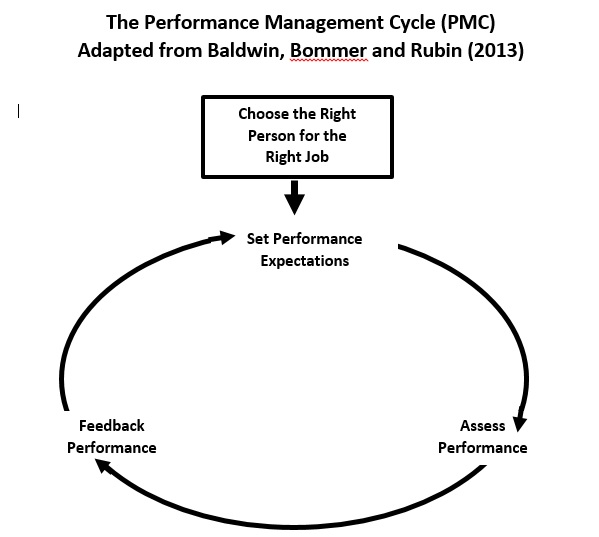 The Performance Management Cycle (PMC)
Adapted from Baldwin, Bommer and Rubin (2013)
Choose the Right
Person for the
Right Job
Set Performance
Expectations
Feedback
Performance
Assess
Performance